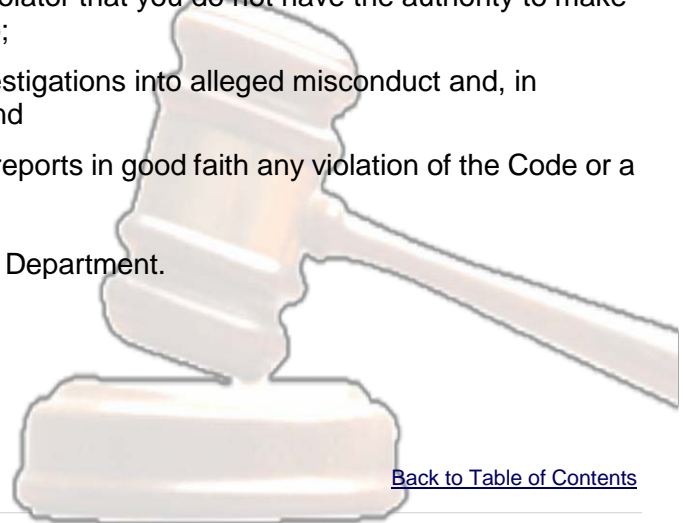 olator that you do not have the authority to make
;
estigations into alleged misconduct and, in
nd
reports in good faith any violation of the Code or a
Department.
Back to Table of Contents